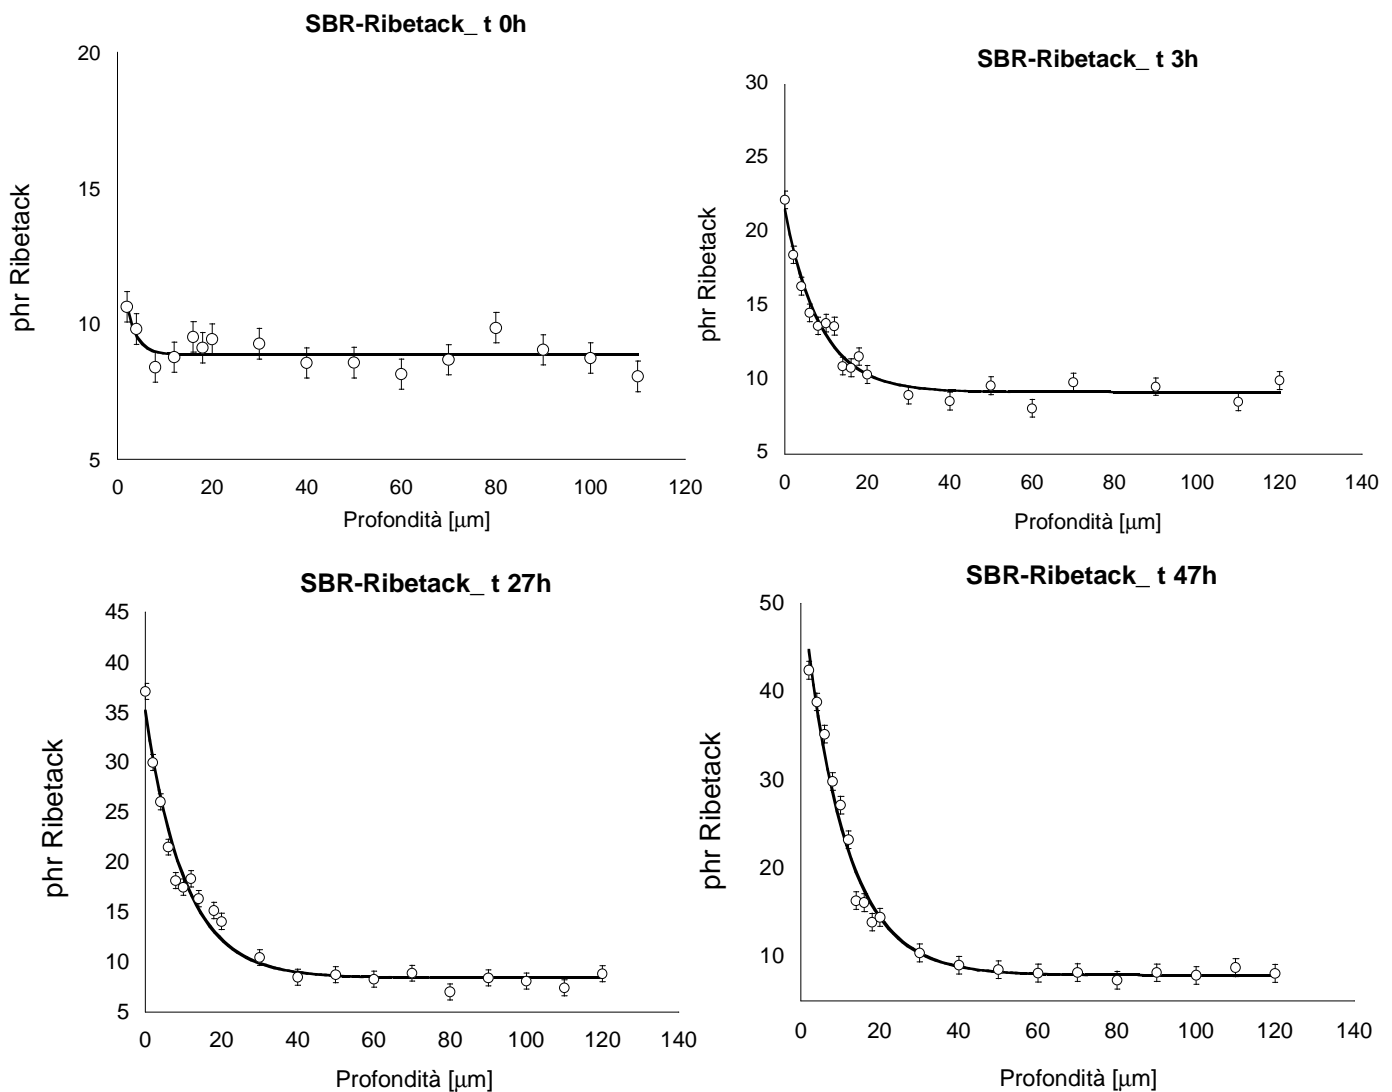 SBR-Ribetack_ t 0h
20
15
10
5
phr Ribetack
0 20 40 60 80 100 120
Profondità [µm]
SBR-Ribetack_ t 3h
30
25
20
15
10
5
phr Ribetack
0 20 40 60 80 100 120 140
Profondità [µm]
SBR-Ribetack_ t 27h
45
40
35
30
25
20
15
10
5
phr Ribetack
0 20 40 60 80 100 120 140
Profondità [µm]
SBR-Ribetack_ t 47h
50
40
30
20
10
phr Ribetack
0 20 40 60 80 100 120 140
Profondità [µm]